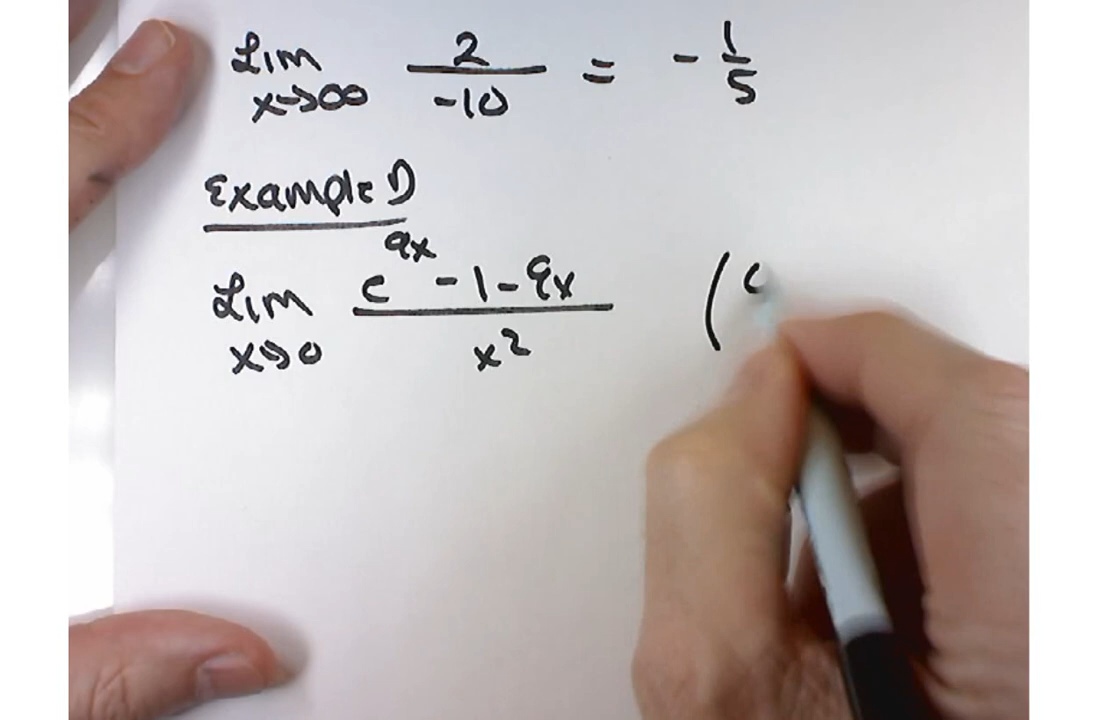 Lim x→∞ 2/-10 = - 1/5
Example D
Lim x→0 (e^9x - 1 - 9x)/x² (